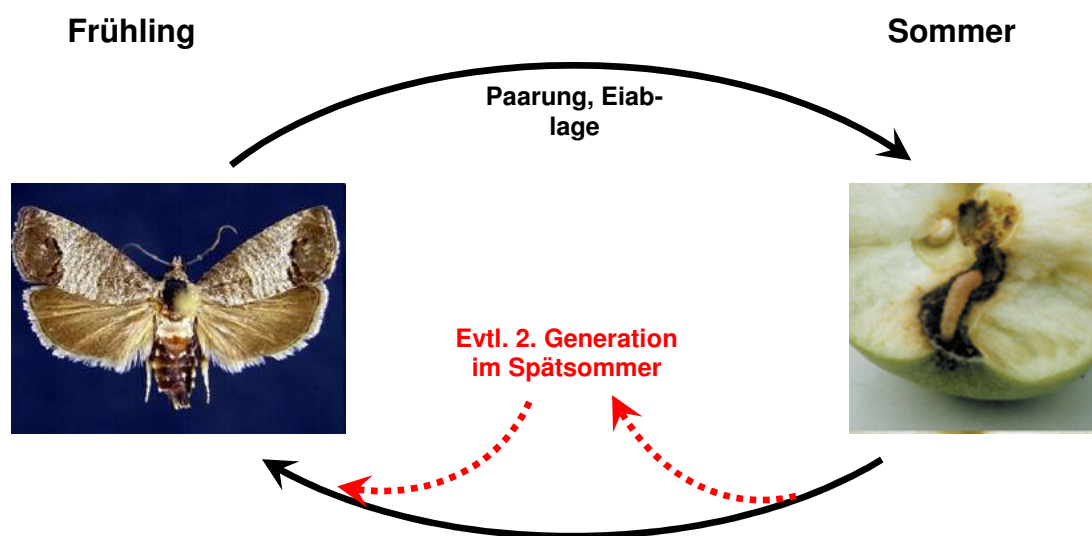 Frühling
Sommer
Paarung, Eiab-
lage
Evtl. 2. Generation
im Spätsommer